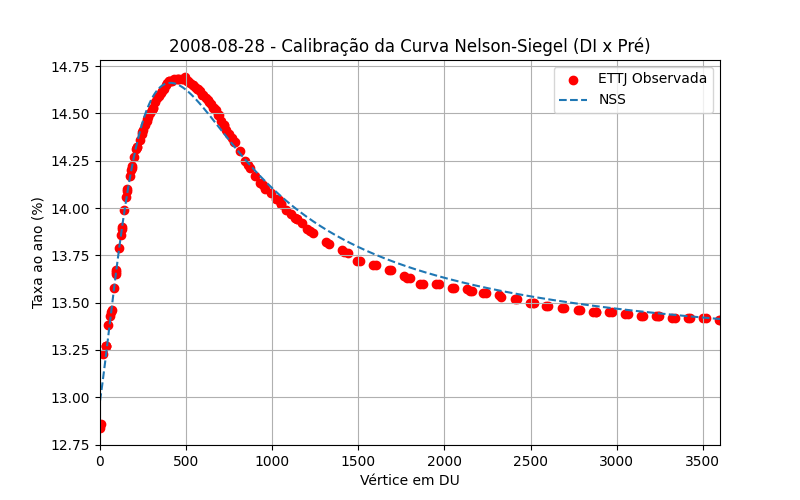 2008-08-28 - Calibração da Curva Nelson-Siegel (DI x Pré)
ETTJ Observada
NSS
Taxa ao ano (%)
14.75
14.50
14.25
14.00
13.75
13.50
13.25
13.00
12.75
0 500 1000 1500 2000 2500 3000 3500
Vértice em DU